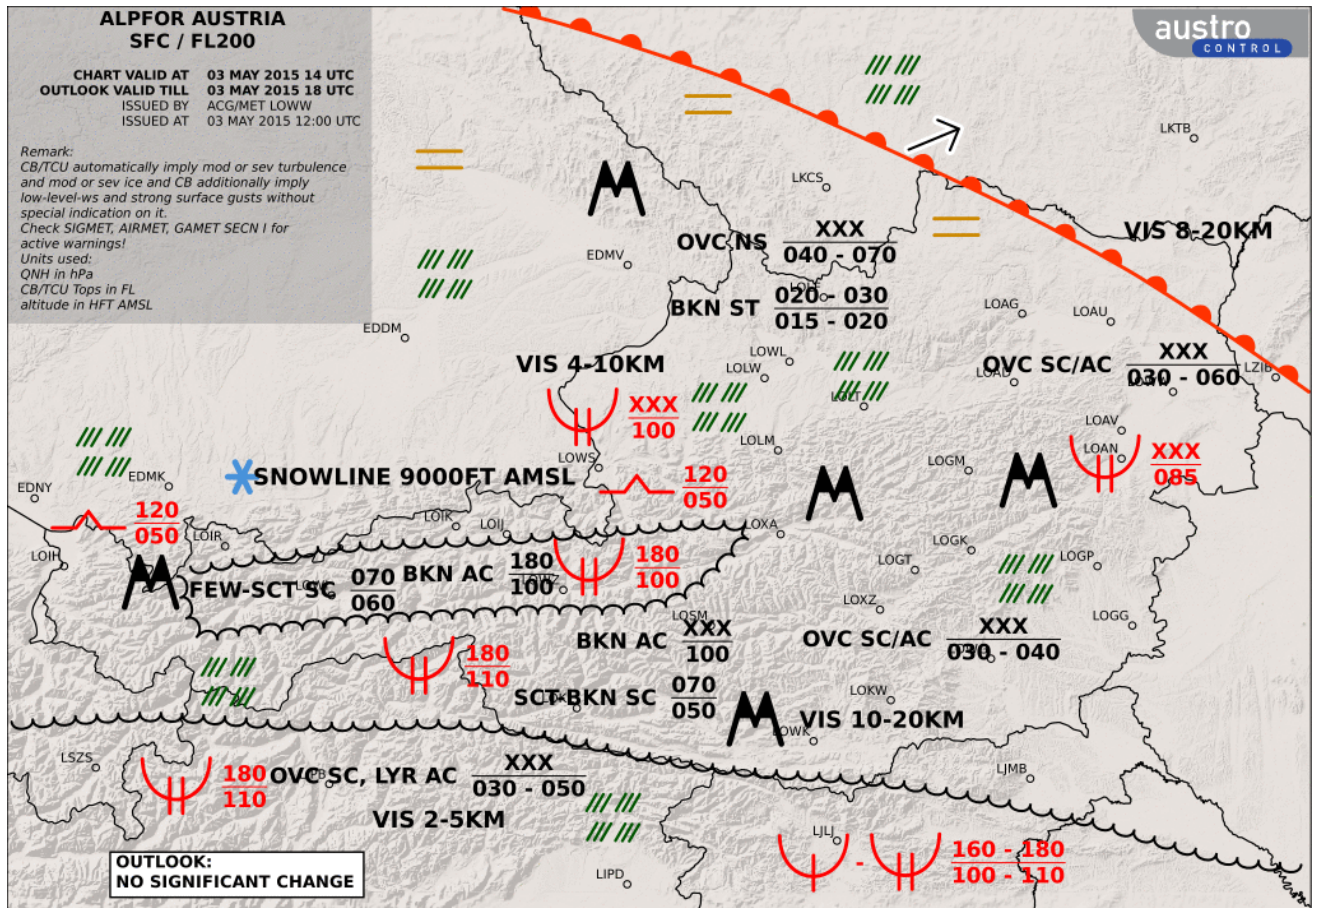 ALPFOR AUSTRIA
SFC / FL200
CHART VALID AT 03 MAY 2015 14 UTC
OUTLOOK VALID TILL 03 MAY 2015 18 UTC
ISSUED BY ACG/MET LOWW
ISSUED AT 03 MAY 2015 12:00 UTC
Remark:
CB/TCU automatically imply mod or sev turbulence
and mod or sev ice and CB additionally imply
low-level-ws and strong surface gusts without
special indication on it.
Check SIGMET, AIRMET, GAMET SECN I for
active warnings!
Units used:
QNH in hPa
CB/TCU Tops in FL
altitude in HFT AMSL
austro
CONTROL
LKTB
LKCS
VIS 8-20KM
OVC NS XXX
040 - 070
EDMV
BKN ST 020 - 030
015 - 020
LOAG
LOAU
EDDM
VIS 4-10KM
LOWL
LOLW
OVC SC/AC XXX
030 - 060
LOAD
LZIB
LOLT
XXX
100
LOAV
LOAN
LOLM
LOWS
LOGM
XXX
085
SNOWLINE 9000FT AMSL
EDMK
EDNY
120
050
120
050
LOIK
LOIJ
LOIR
LOXA
LOIH
LOGK
LOGT
LOGP
FEW-SCT SC 070
060
BKN AC 180
100
180
100
LOXZ
LOSM
LOGG
BKN AC XXX
100
OVC SC/AC XXX
030 - 040
180
110
SCT-BKN SC 070
050
LOKW
VIS 10-20KM
LOWK
LSZS
180
110
OVC SC, LYR AC XXX
030 - 050
LJMB
VIS 2-5KM
LJLJ
-
160 - 180
100 - 110
OUTLOOK:
NO SIGNIFICANT CHANGE
LIPD